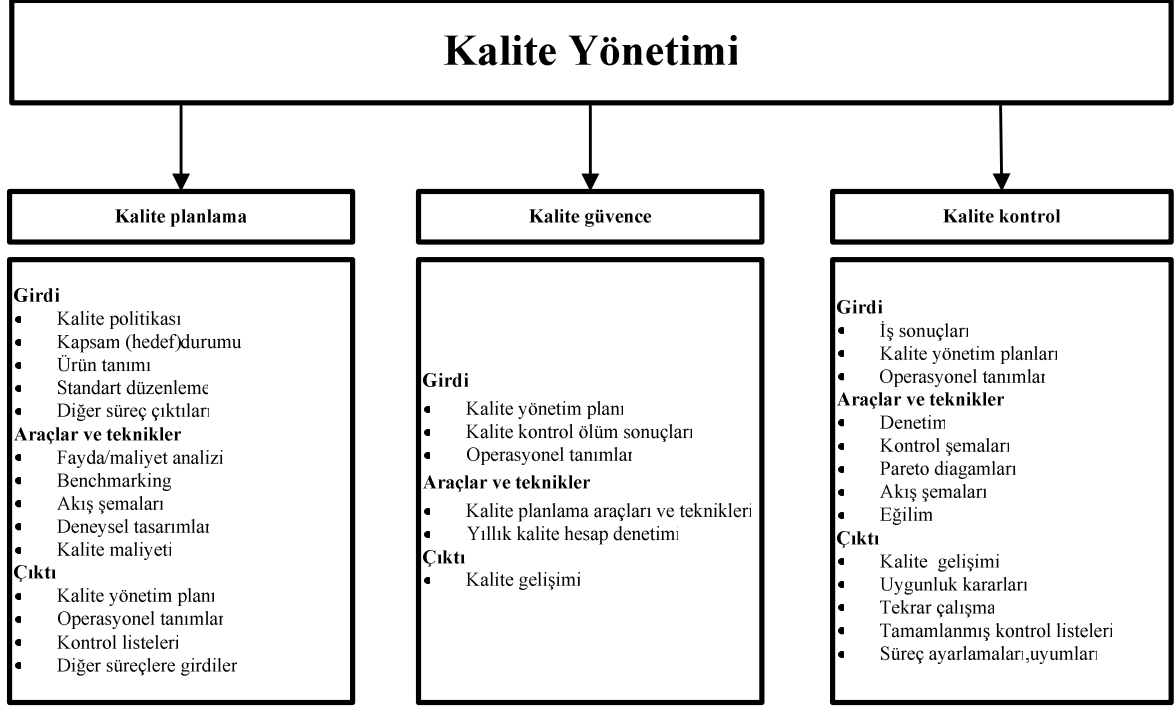 Kalite Yönetimi
Kalite planlama
Girdi
• Kalite politikası
• Kapsam (hedef)durumu
• Ürün tanımı
• Standart düzenleme
• Diğer süreç çıktıları
Araçlar ve teknikler
• Fayda/maliyet analizi
• Benchmarking
• Akış şemaları
• Deneysel tasarımlar
• Kalite maliyeti
Çıktı
• Kalite yönetim planı
• Operasyonel tanımlar
• Kontrol listeleri
• Diğer süreçlere girdiler
Kalite güvence
Girdi
• Kalite yönetim planı
• Kalite kontrol ölüm sonuçları
• Operasyonel tanımlar
Araçlar ve teknikler
• Kalite planlama araçları ve teknikleri
• Yıllık kalite hesap denetimi
Çıktı
• Kalite gelişimi
Kalite kontrol
Girdi
• İş sonuçları
• Kalite yönetim planları
• Operasyonel tanımlar
Araçlar ve teknikler
• Denetim
• Kontrol şemaları
• Pareto diagamları
• Akış şemaları
• Eğilim
Çıktı
• Kalite gelişimi
• Uygunluk kararları
• Tekrar çalışma
• Tamamlanmış kontrol listeleri
• Süreç ayarlamaları,uyumları